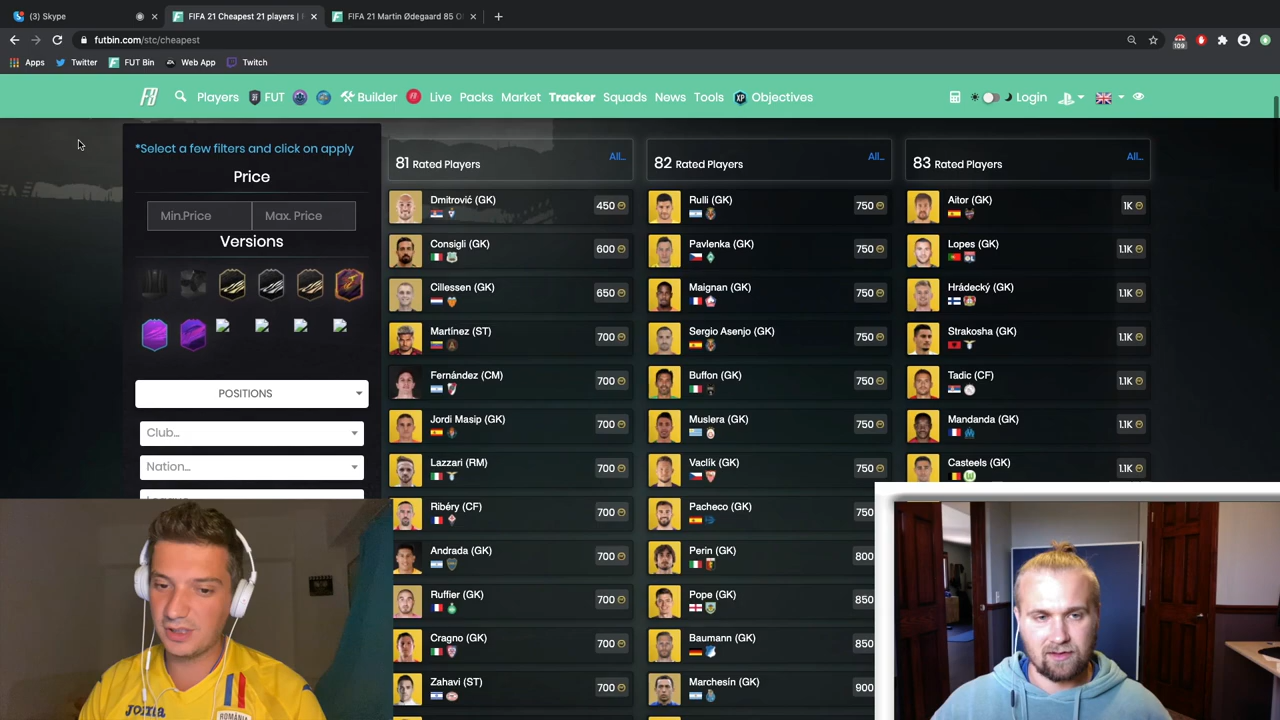 (3) Skype
FIFA 21 Cheapest 21 players |
FIFA 21 Martin Ødegaard 85 O
futbin.com/stc/cheapest
109
Apps
Twitter
FUT Bin
Web App
Twitch
Players
FUT
Builder
Live
Packs
Market
Tracker
Squads
News
Tools
XP
Objectives
Login
*Select a few filters and click on apply
Price
Min.Price
Max. Price
Versions
POSITIONS
Club...
Nation...
81 Rated Players
All...
Dmitrović (GK)
450
Consigli (GK)
600
Cillessen (GK)
650
Martínez (ST)
700
Fernández (CM)
700
Jordi Masip (GK)
700
Lazzari (RM)
700
Ribéry (CF)
700
Andrada (GK)
700
Ruffier (GK)
700
Cragno (GK)
700
Zahavi (ST)
700
82 Rated Players
All...
Rulli (GK)
750
Pavlenka (GK)
750
Maignan (GK)
750
Sergio Asenjo (GK)
750
Buffon (GK)
750
Muslera (GK)
750
Vaclík (GK)
750
Pacheco (GK)
750
Perin (GK)
800
Pope (GK)
850
Baumann (GK)
850
Marchesín (GK)
900
83 Rated Players
All...
Aitor (GK)
1K
Lopes (GK)
1.1K
Hrádecký (GK)
1.1K
Strakosha (GK)
1.1K
Tadic (CF)
1.1K
Mandanda (GK)
1.1K
Casteels (GK)
1.1K
Joma
ROMÂNIA